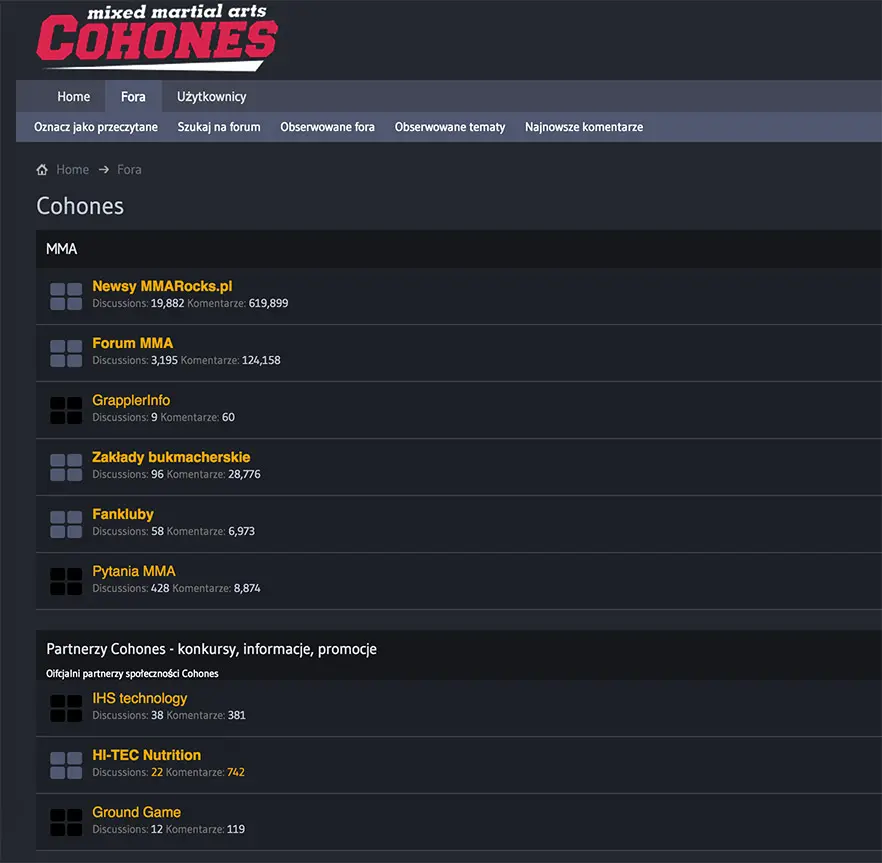 mixed martial arts
COHONES
Home Fora Użytkownicy
Oznacz jako przeczytane Szukaj na forum Obserwowane fora Obserwowane tematy Najnowsze komentarze
Home → Fora
Cohones
MMA
Newsy MMARocks.pl
Discussions: 19,882 Komentarze: 619,899
Forum MMA
Discussions: 3,195 Komentarze: 124,158
GrapplerInfo
Discussions: 9 Komentarze: 60
Zakłady bukmacherskie
Discussions: 96 Komentarze: 28,776
Fankluby
Discussions: 58 Komentarze: 6,973
Pytania MMA
Discussions: 428 Komentarze: 8,874
Partnerzy Cohones - konkursy, informacje, promocje
Oifcjalni partnerzy społeczności Cohones
IHS technology
Discussions: 38 Komentarze: 381
HI-TEC Nutrition
Discussions: 22 Komentarze: 742
Ground Game
Discussions: 12 Komentarze: 119